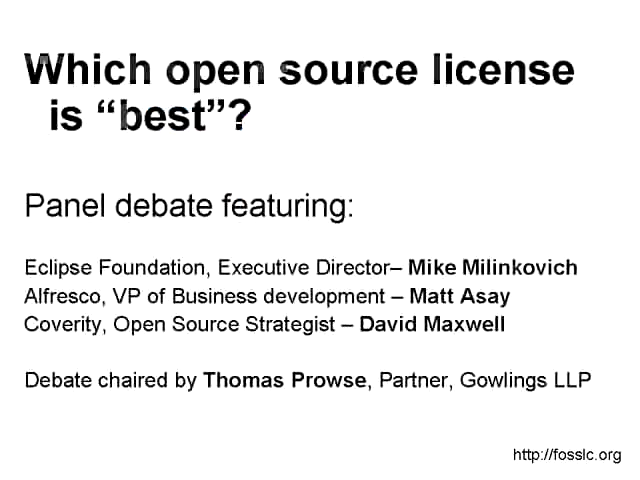 Which open source license
is “best”?
Panel debate featuring:
Eclipse Foundation, Executive Director– Mike Milinkovich
Alfresco, VP of Business development – Matt Asay
Coverity, Open Source Strategist – David Maxwell
Debate chaired by Thomas Prowse, Partner, Gowlings LLP
http://fosslc.org